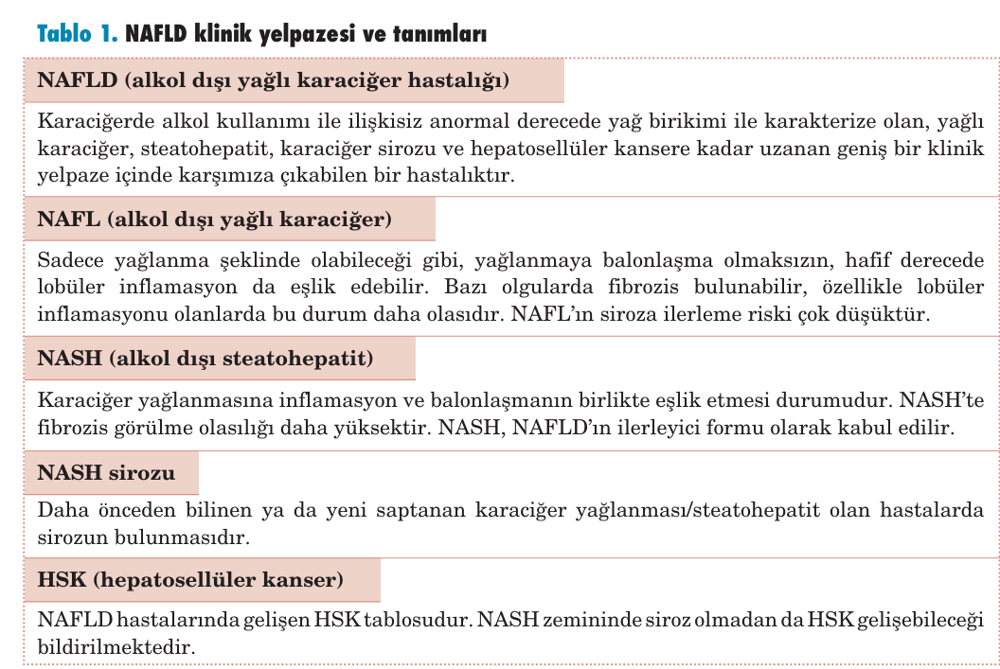 Tablo 1. NAFLD klinik yelpazesi ve tanımları
NAFLD (alkol dışı yağlı karaciğer hastalığı)
Karaciğerde alkol kullanımı ile ilişkisiz anormal derecede yağ birikimi ile karakterize olan, yağlı
karaciğer, steatohepatit, karaciğer sirozu ve hepatosellüler kansere kadar uzanan geniş bir klinik
yelpaze içinde karşımıza çıkabilen bir hastalıktır.
NAFL (alkol dışı yağlı karaciğer)
Sadece yağlanma şeklinde olabileceği gibi, yağlanmaya balonlaşma olmaksızın, hafif derecede
lobüler inflamasyon da eşlik edebilir. Bazı olgularda fibrozis bulunabilir, özellikle lobüler
inflamasyonu olanlarda bu durum daha olasıdır. NAFL’ın siroza ilerleme riski çok düşüktür.
NASH (alkol dışı steatohepatit)
Karaciğer yağlanmasına inflamasyon ve balonlaşmanın birlikte eşlik etmesi durumudur. NASH’te
fibrozis görülme olasılığı daha yüksektir. NASH, NAFLD’ın ilerleyici formu olarak kabul edilir.
NASH sirozu
Daha önceden bilinen ya da yeni saptanan karaciğer yağlanması/steatohepatit olan hastalarda
sirozun bulunmasıdır.
HSK (hepatosellüler kanser)
NAFLD hastalarında gelişen HSK tablosudur. NASH zemininde siroz olmadan da HSK gelişebileceği
bildirilmektedir.